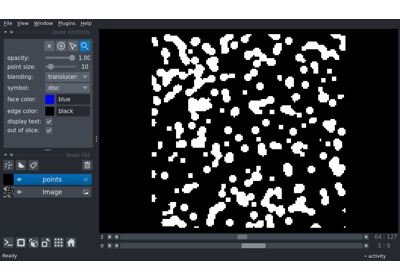 File View Window Plugins Help
layer controls
opacity: 1.00
point size: 10
blending: translucen
symbol: disc
face color: blue
edge color: black
display text:
out of slice:
layer list
points
Image
2 64 127
0 5 9
Ready activity